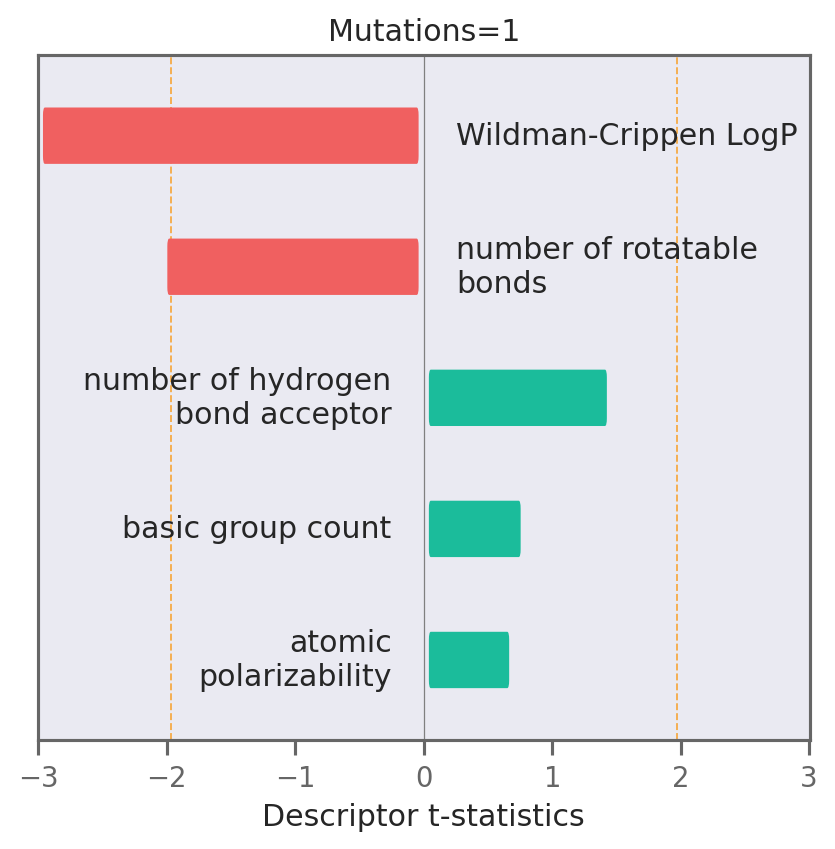 Mutations=1
Wildman-Crippen LogP
number of rotatable
bonds
number of hydrogen
bond acceptor
basic group count
atomic
polarizability
−3 −2 −1 0 1 2 3
Descriptor t-statistics